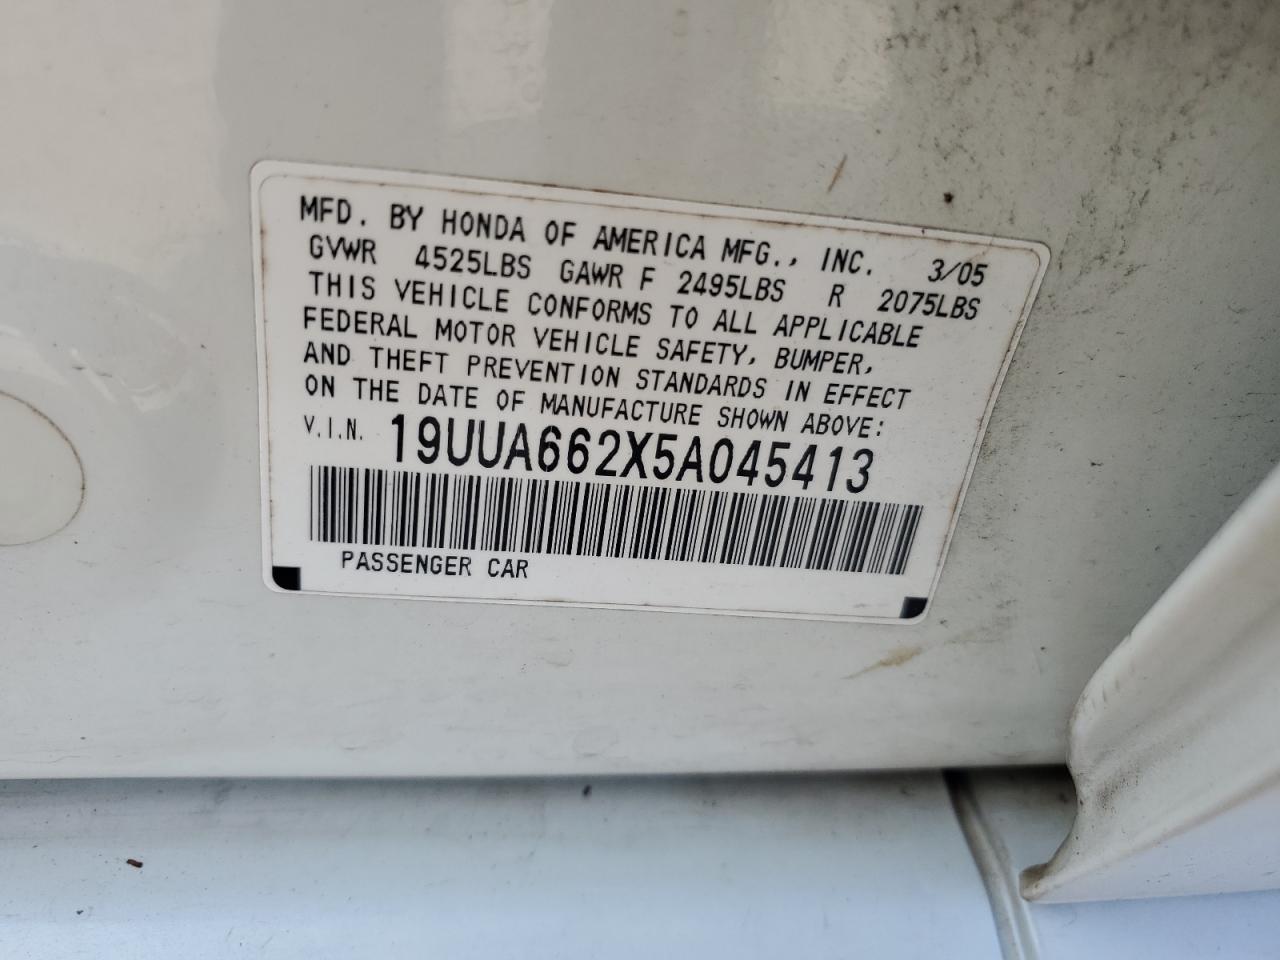 MFD. BY HONDA OF AMERICA MFG., INC. 3/05
GVWR 4525LBS GAWR F 2495LBS R 2075LBS
THIS VEHICLE CONFORMS TO ALL APPLICABLE
FEDERAL MOTOR VEHICLE SAFETY, BUMPER,
AND THEFT PREVENTION STANDARDS IN EFFECT
ON THE DATE OF MANUFACTURE SHOWN ABOVE:
V.I.N. 19UUA662X5A045413
PASSENGER CAR